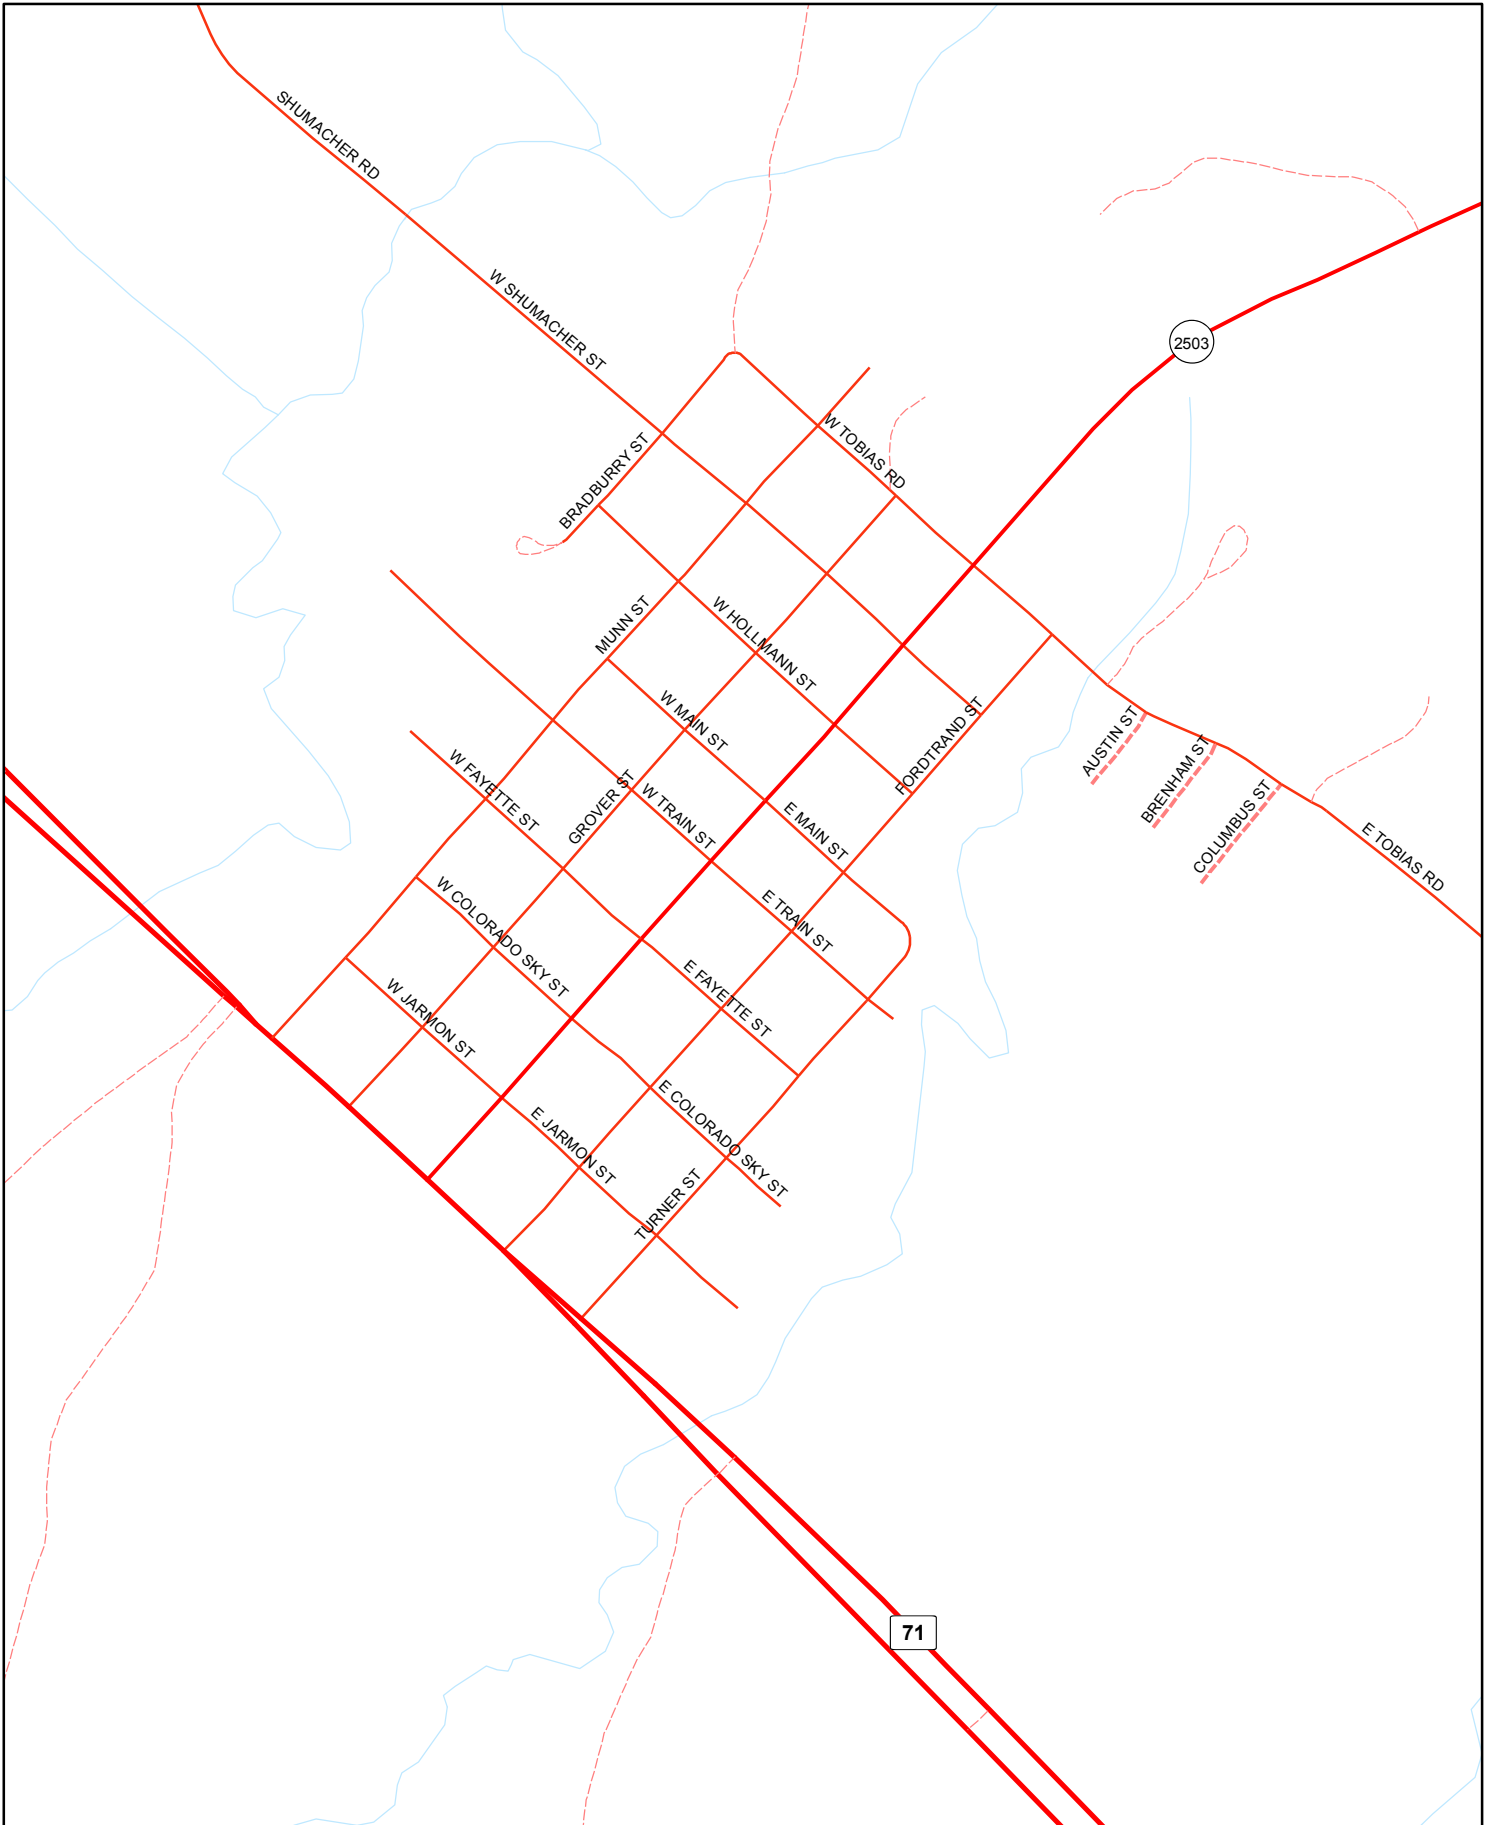 SHUMACHER RD
W SHUMACHER ST
2503
W TOBIAS RD
BRADBURRY ST
MUNN ST
W HOLLMANN ST
W MAIN ST
FORDTRAND ST
AUSTIN ST
BRENHAM ST
COLUMBUS ST
E TOBIAS RD
W FAYETTE ST
GROVER ST
W TRAIN ST
E MAIN ST
W COLORADO SKY ST
E TRAIN ST
W JARMON ST
E FAYETTE ST
E JARMON ST
E COLORADO SKY ST
TURNER ST
71